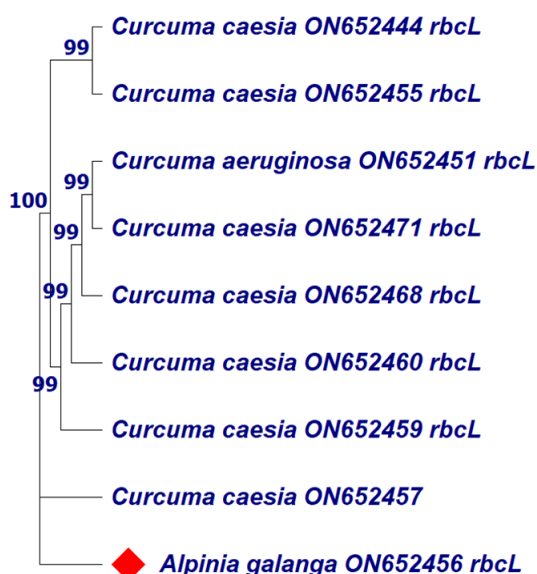 Curcuma caesia ON652444 rbcL
99
Curcuma caesia ON652455 rbcL
Curcuma aeruginosa ON652451 rbcL
99
100
Curcuma caesia ON652471 rbcL
99
Curcuma caesia ON652468 rbcL
99
Curcuma caesia ON652460 rbcL
99
Curcuma caesia ON652459 rbcL
Curcuma caesia ON652457
Alpinia galanga ON652456 rbcL